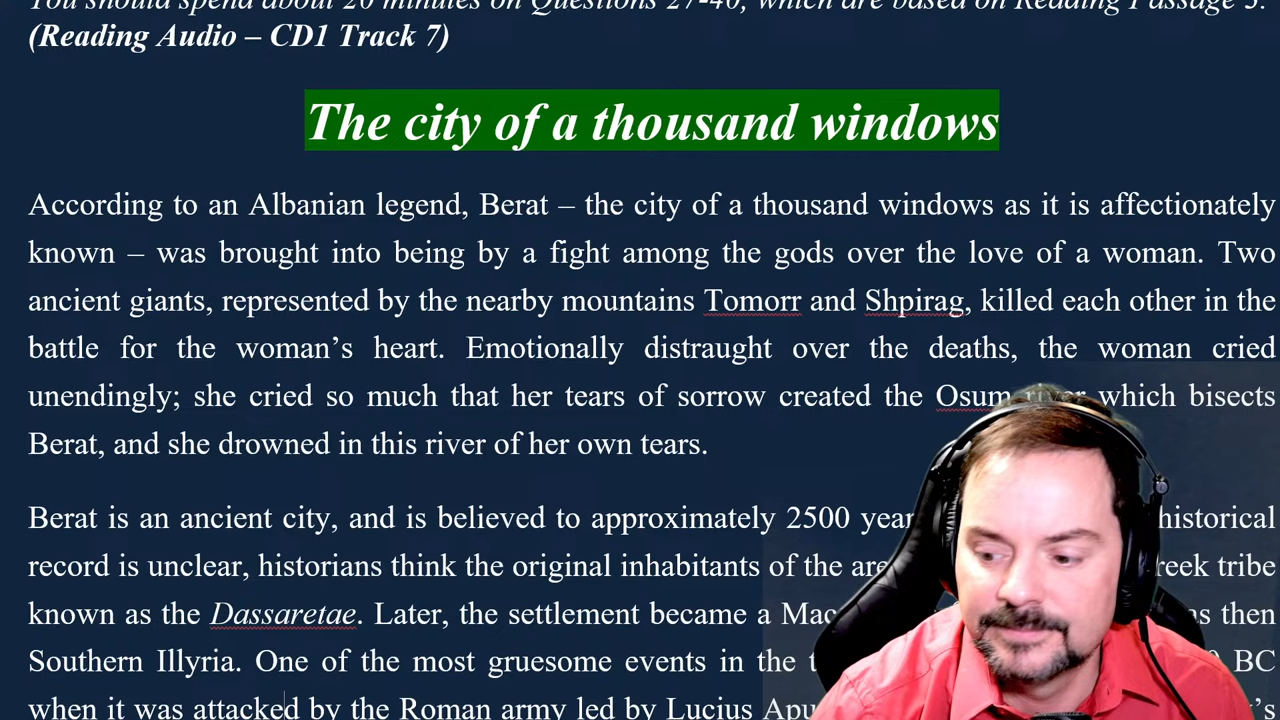 You should spend about 20 minutes on Questions 27-40, which are based on Reading Passage 3.
(Reading Audio – CD1 Track 7)
The city of a thousand windows
According to an Albanian legend, Berat – the city of a thousand windows as it is affectionately
known – was brought into being by a fight among the gods over the love of a woman. Two
ancient giants, represented by the nearby mountains Tomorr and Shpirag, killed each other in the
battle for the woman’s heart. Emotionally distraught over the deaths, the woman cried
unendingly; she cried so much that her tears of sorrow created the Osum river which bisects
Berat, and she drowned in this river of her own tears.
Berat is an ancient city, and is believed to approximately 2500 historical
record is unclear, historians think the original inhabitants of the tribe
known as the Dassaretae. Later, the settlement became a then
Southern Illyria. One of the most gruesome events in the BC
when it was attacked by the Roman army led by Lucius